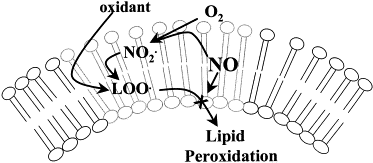 oxidant
O₂
NO₂·
NO
LOO·
Lipid
Peroxidation